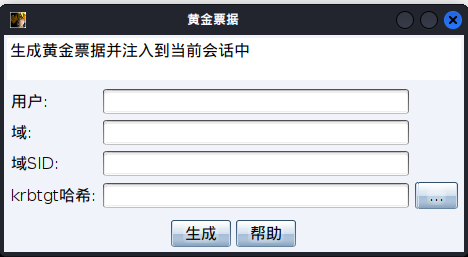 黄金票据
生成黄金票据并注入到当前会话中
用户:
域:
域SID:
krbtgt哈希:
...
生成 帮助